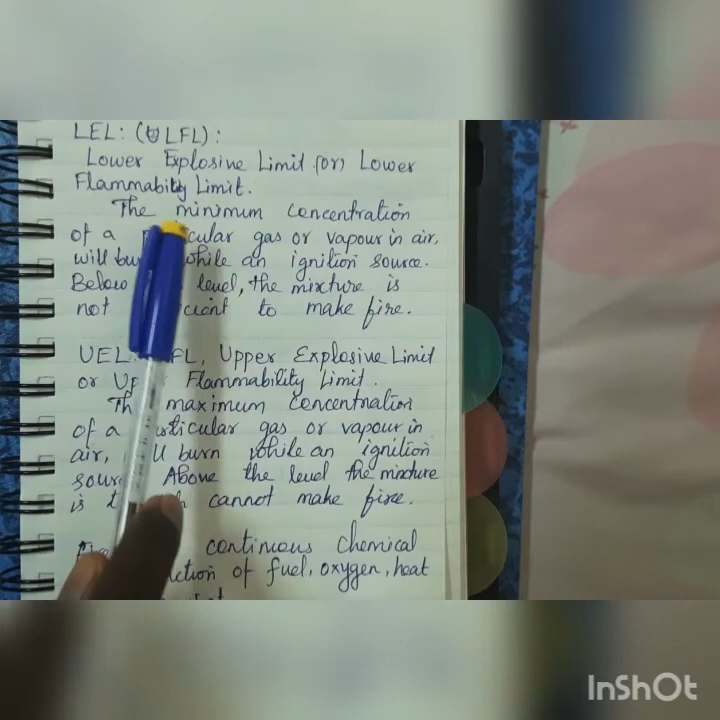 LEL: (LFL):
Lower Explosive Limit (or) Lower
Flammability Limit.
The minimum concentration
of a gas or vapour in air,
will while an ignition source.
Below level, the mixture is
not to make fire.
UEL: Upper Explosive Limit
or Flammability Limit.
maximum concentration
of a gas or vapour in
air, burn while an ignition
Above the level the mixture
is cannot make fire.
continuous chemical
of fuel, oxygen, heat
InShOt